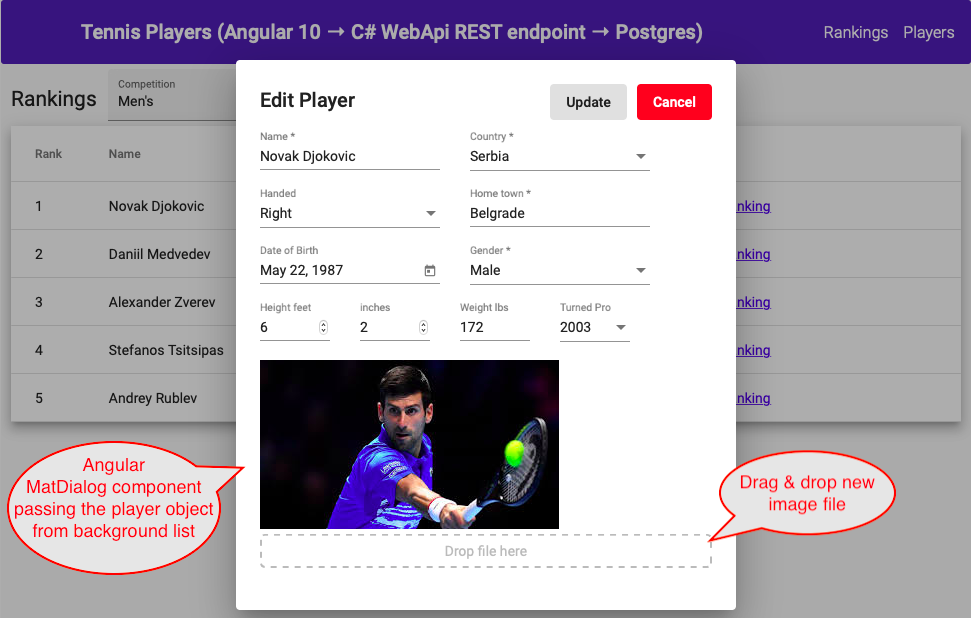 Tennis Players (Angular 10 → C# WebApi REST endpoint → Postgres)
Rankings Players
Rankings
Competition
Men's
Rank Name
1 Novak Djokovic
2 Daniil Medvedev
3 Alexander Zverev
4 Stefanos Tsitsipas
5 Andrey Rublev
nking
nking
nking
nking
nking
Edit Player
Update Cancel
Name * Country *
Novak Djokovic Serbia
Handed Home town *
Right Belgrade
Date of Birth Gender *
May 22, 1987 Male
Height feet inches Weight lbs Turned Pro
6 2 172 2003
Drop file here
Angular
MatDialog component
passing the player object
from background list
Drag & drop new
image file